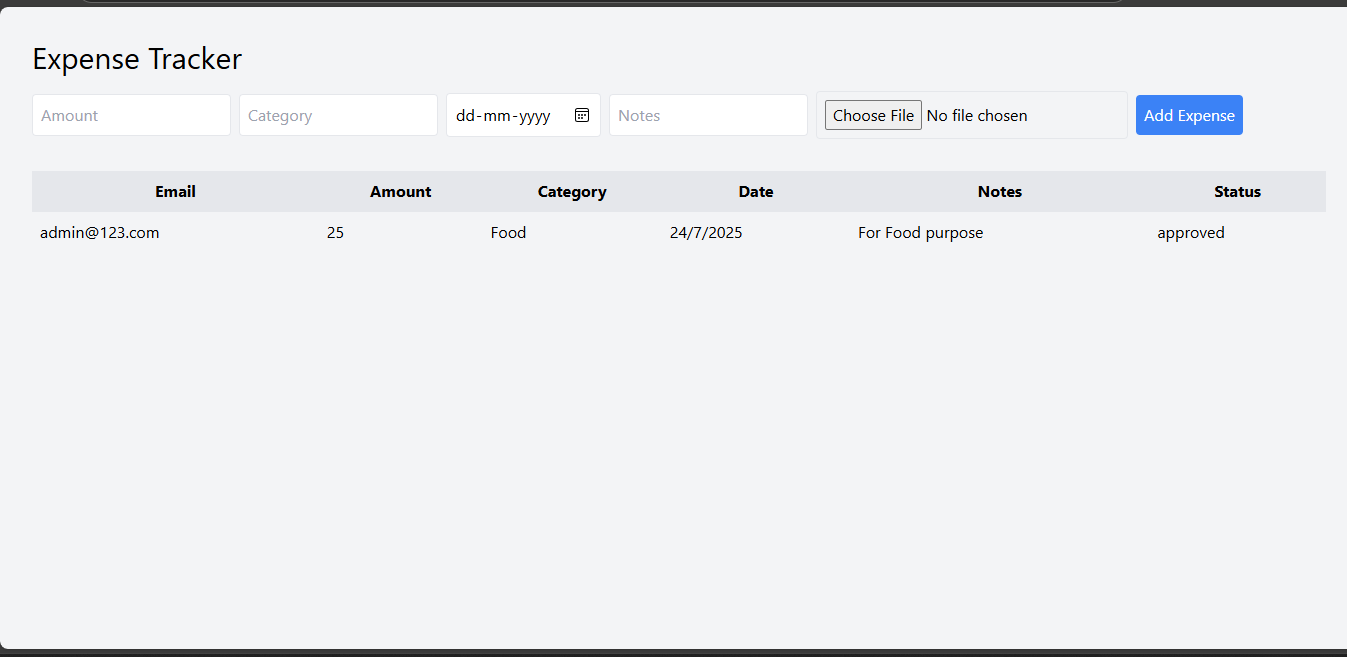 Expense Tracker
Amount Category dd-mm-yyyy Notes Choose File No file chosen Add Expense
Email Amount Category Date Notes Status
admin@123.com 25 Food 24/7/2025 For Food purpose approved